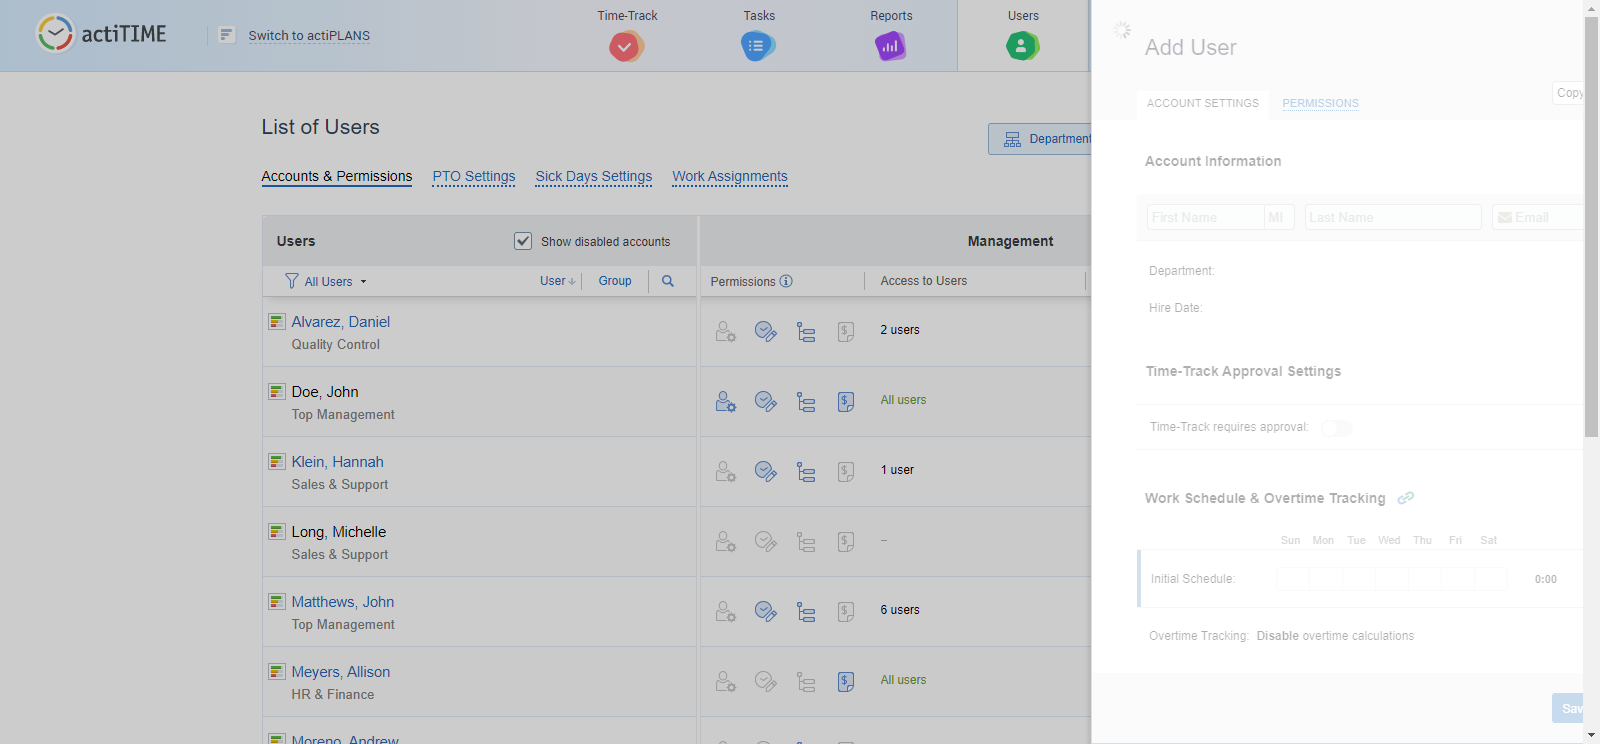 actiTIME
Switch to actiPLANS
Time-Track
Tasks
Reports
Users
Add User
ACCOUNT SETTINGS
PERMISSIONS
Copy
List of Users
Department
Accounts & Permissions
PTO Settings
Sick Days Settings
Work Assignments
Account Information
First Name
MI
Last Name
Email
Users
Show disabled accounts
Management
All Users
User
Group
Permissions
Access to Users
Department:
Hire Date:
Alvarez, Daniel
Quality Control
2 users
Doe, John
Top Management
All users
Time-Track Approval Settings
Time-Track requires approval:
Klein, Hannah
Sales & Support
1 user
Work Schedule & Overtime Tracking
Long, Michelle
Sales & Support
–
Sun Mon Tue Wed Thu Fri Sat
Initial Schedule:
0:00
Matthews, John
Top Management
6 users
Overtime Tracking: Disable overtime calculations
Meyers, Allison
HR & Finance
All users
Sav
Moreno, Andrew